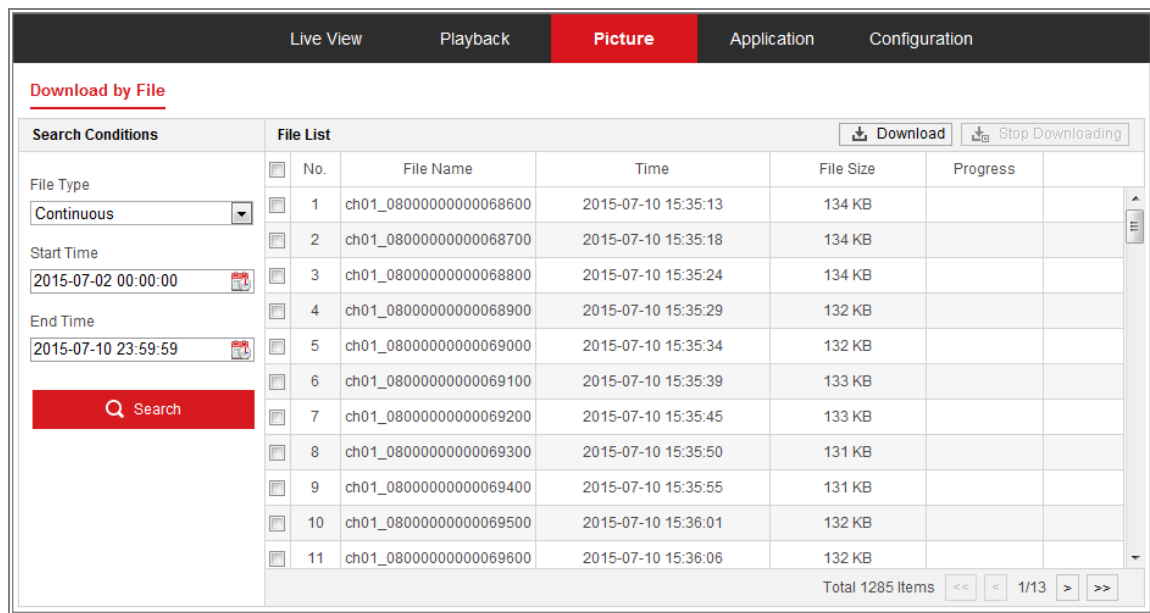 Live View Playback Picture Application Configuration
Download by File
Search Conditions
File Type
Continuous
Start Time
2015-07-02 00:00:00
End Time
2015-07-10 23:59:59
Search
File List Download Stop Downloading
No. File Name Time File Size Progress
1 ch01_08000000000068600 2015-07-10 15:35:13 134 KB
2 ch01_08000000000068700 2015-07-10 15:35:18 134 KB
3 ch01_08000000000068800 2015-07-10 15:35:24 134 KB
4 ch01_08000000000068900 2015-07-10 15:35:29 132 KB
5 ch01_08000000000069000 2015-07-10 15:35:34 132 KB
6 ch01_08000000000069100 2015-07-10 15:35:39 133 KB
7 ch01_08000000000069200 2015-07-10 15:35:45 133 KB
8 ch01_08000000000069300 2015-07-10 15:35:50 131 KB
9 ch01_08000000000069400 2015-07-10 15:35:55 131 KB
10 ch01_08000000000069500 2015-07-10 15:36:01 132 KB
11 ch01_08000000000069600 2015-07-10 15:36:06 132 KB
Total 1285 Items << < 1/13 > >>